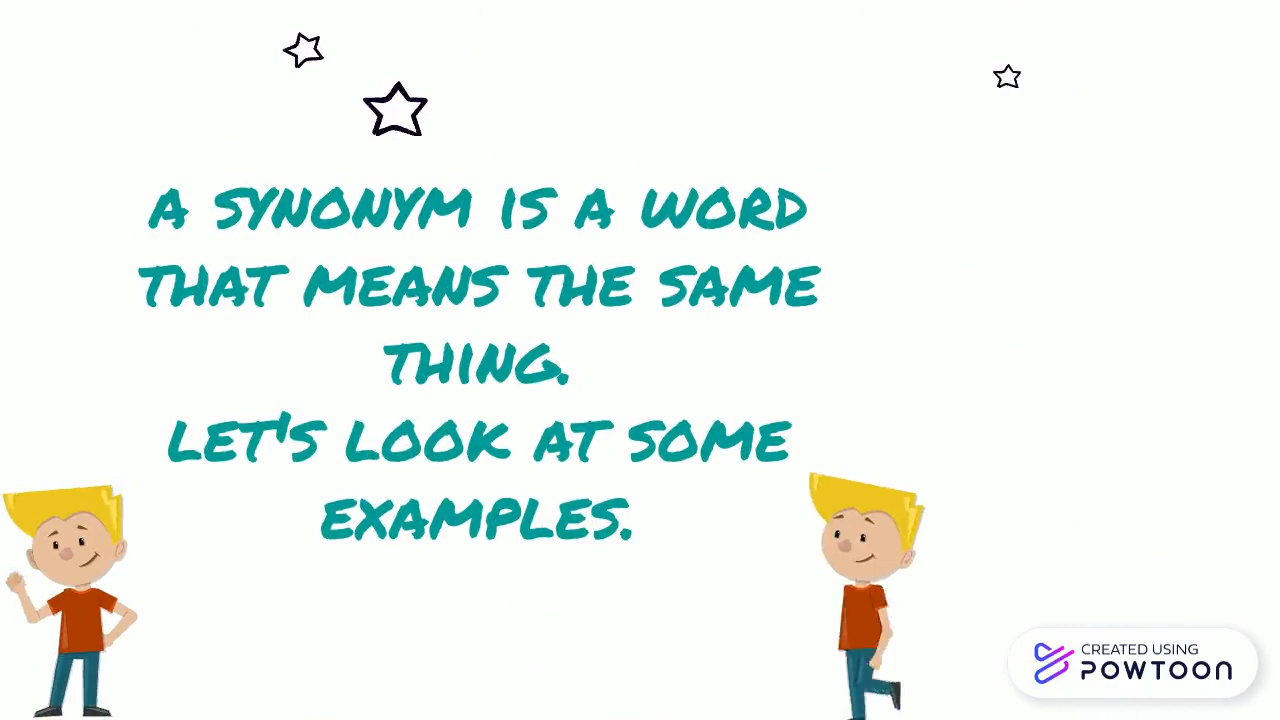 A SYNONYM IS A WORD
THAT MEANS THE SAME
THING.
LET'S LOOK AT SOME
EXAMPLES.
CREATED USING
POWTOON